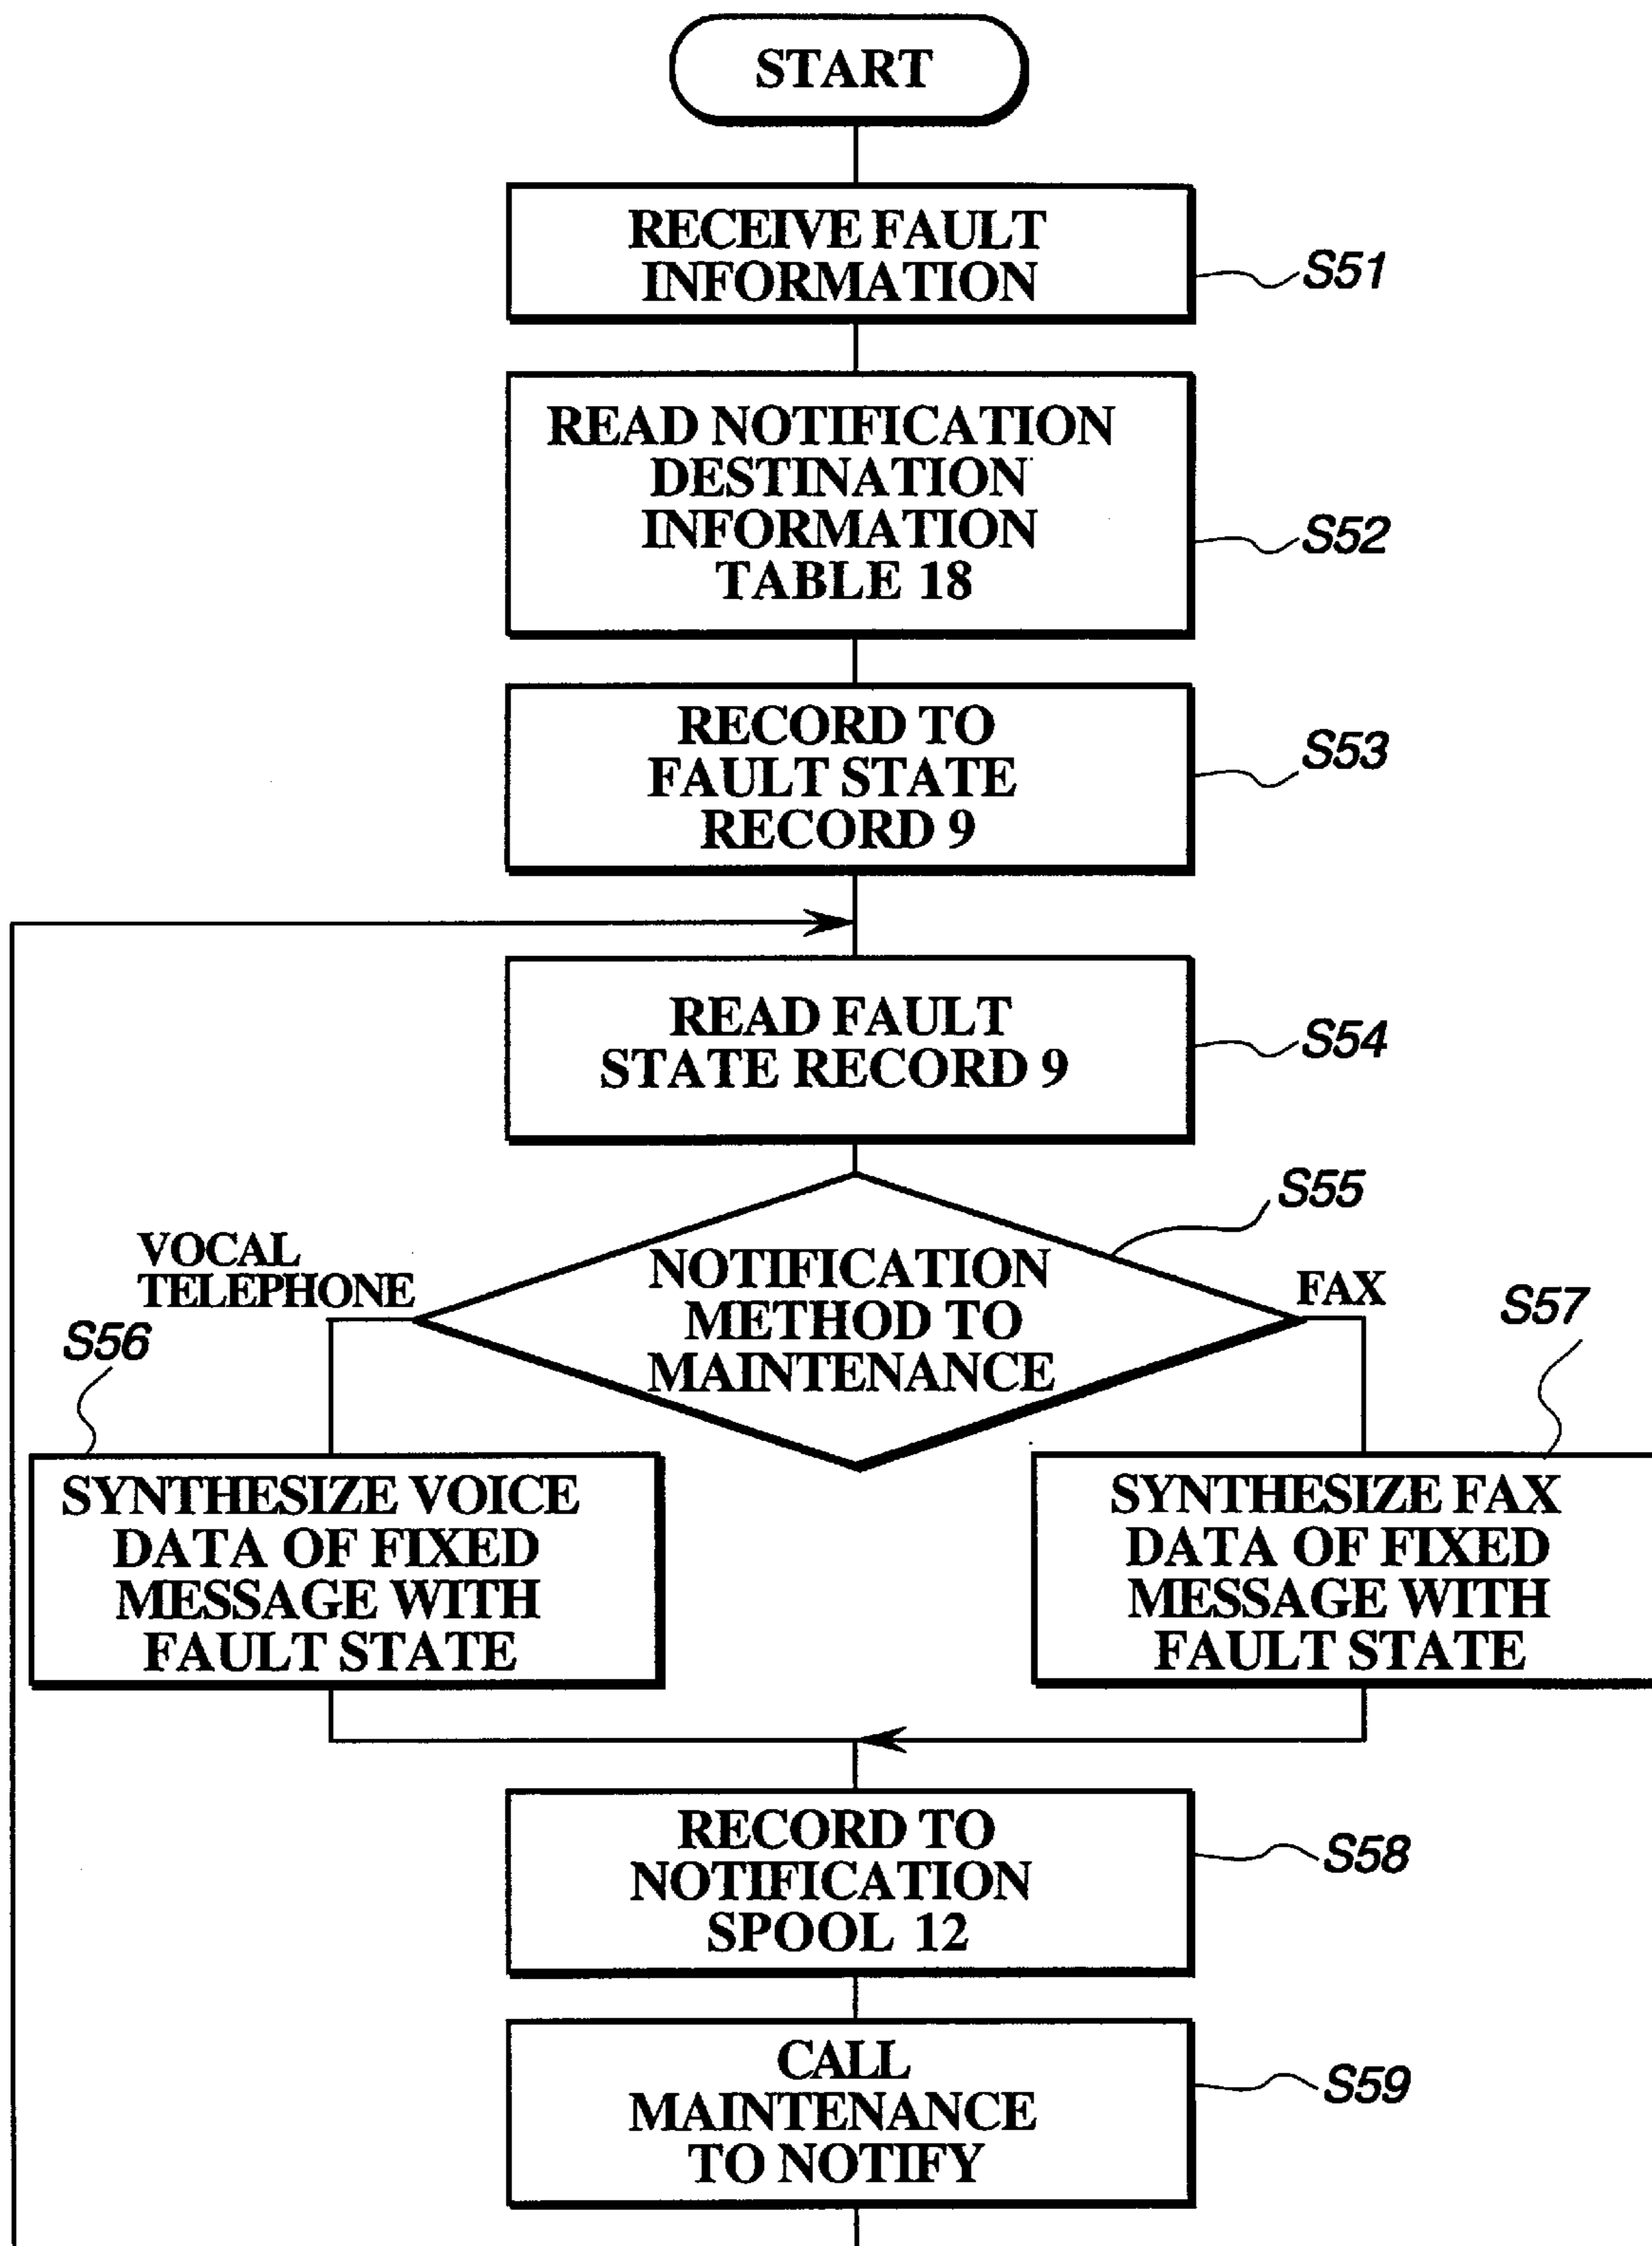 START
RECEIVE FAULT
INFORMATION
S51
READ NOTIFICATION
DESTINATION
INFORMATION
TABLE 18
S52
RECORD TO
FAULT STATE
RECORD 9
S53
READ FAULT
STATE RECORD 9
S54
S55
NOTIFICATION
METHOD TO
MAINTENANCE
VOCAL
TELEPHONE
FAX
S56
SYNTHESIZE VOICE
DATA OF FIXED
MESSAGE WITH
FAULT STATE
S57
SYNTHESIZE FAX
DATA OF FIXED
MESSAGE WITH
FAULT STATE
RECORD TO
NOTIFICATION
SPOOL 12
S58
CALL
MAINTENANCE
TO NOTIFY
S59